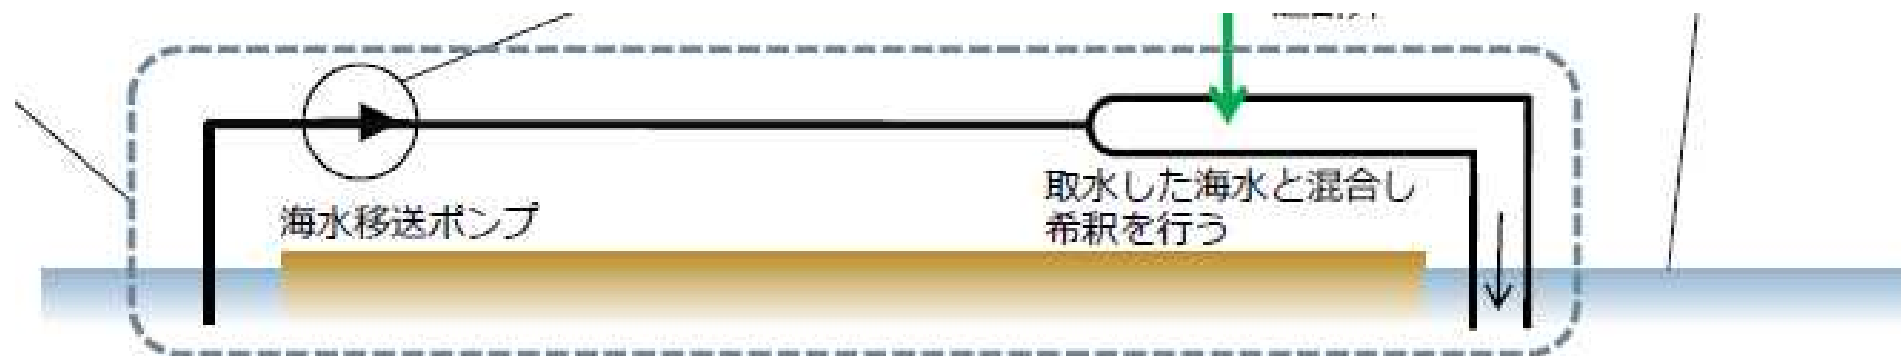 海水移送ポンプ
取水した海水と混合し
希釈を行う